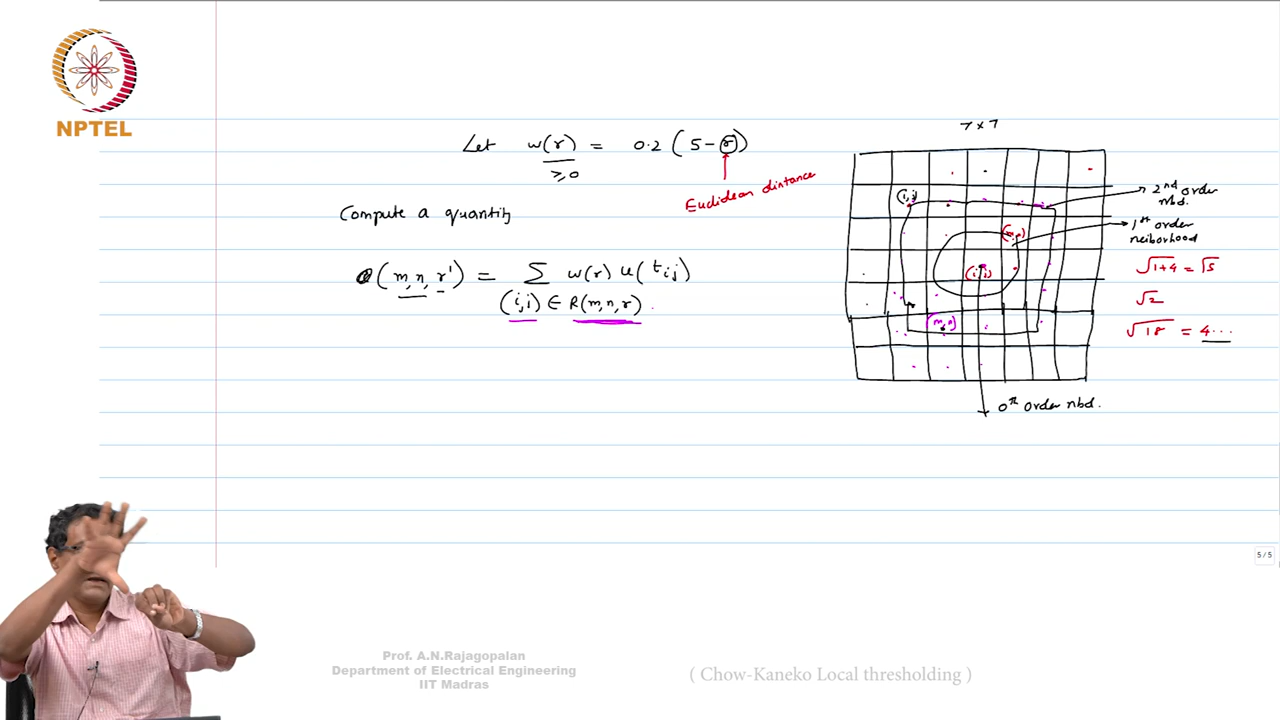 NPTEL
Let w(r) = 0.2 ( 5 - r )
≥ 0
Euclidean distance
Compute a quantity
( m, n, r' ) = Σ w(r) u( tij )
(i,j) ∈ R(m,n,r)
7 x 7
(i,j)
2nd order
nbd.
1st order
neiborhood
(i,j)
√1+4 = √5
√2
(m,n)
√18 = 4...
0th order nbd.
5/5
Prof. A.N.Rajagopalan
Department of Electrical Engineering
IIT Madras
( Chow-Kaneko Local thresholding )